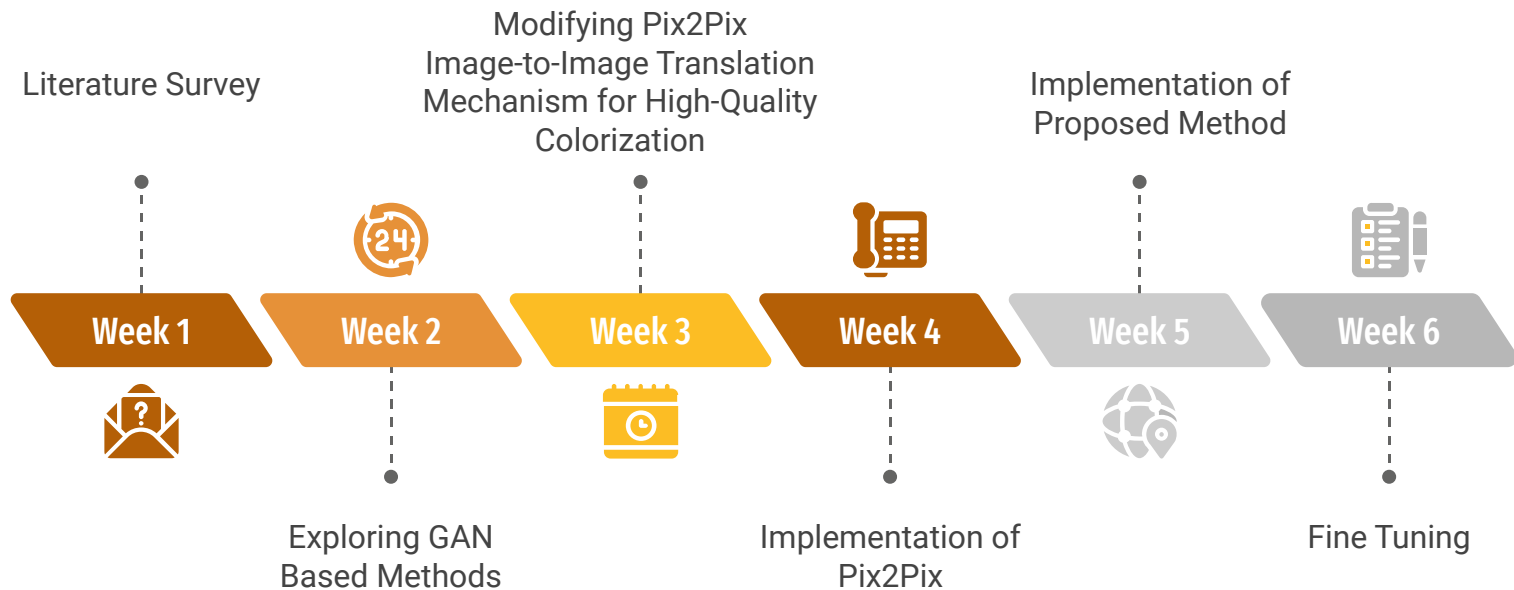 Modifying Pix2Pix
Image-to-Image Translation
Mechanism for High-Quality
Colorization
Literature Survey
Implementation of
Proposed Method
24
Week 1
Week 2
Week 3
Week 4
Week 5
Week 6
?
Exploring GAN
Based Methods
Implementation of
Pix2Pix
Fine Tuning